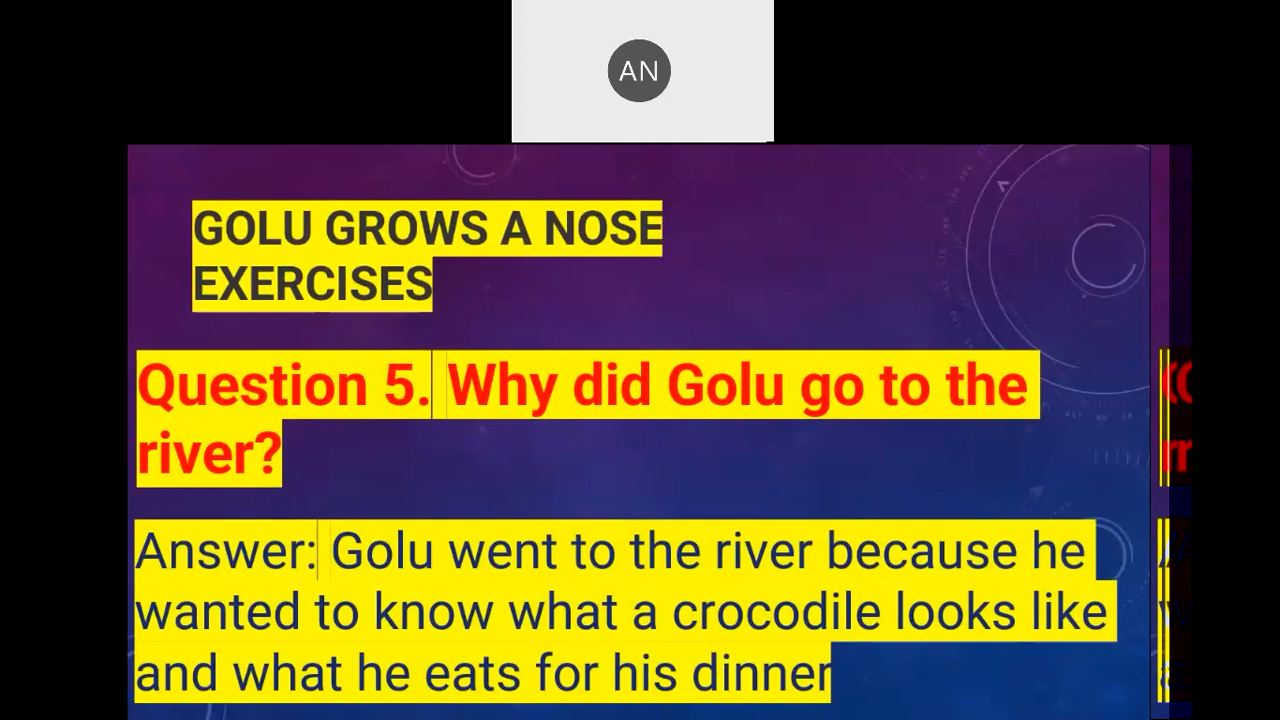 AN
GOLU GROWS A NOSE
EXERCISES
Question 5. Why did Golu go to the
river?
Answer: Golu went to the river because he
wanted to know what a crocodile looks like
and what he eats for his dinner